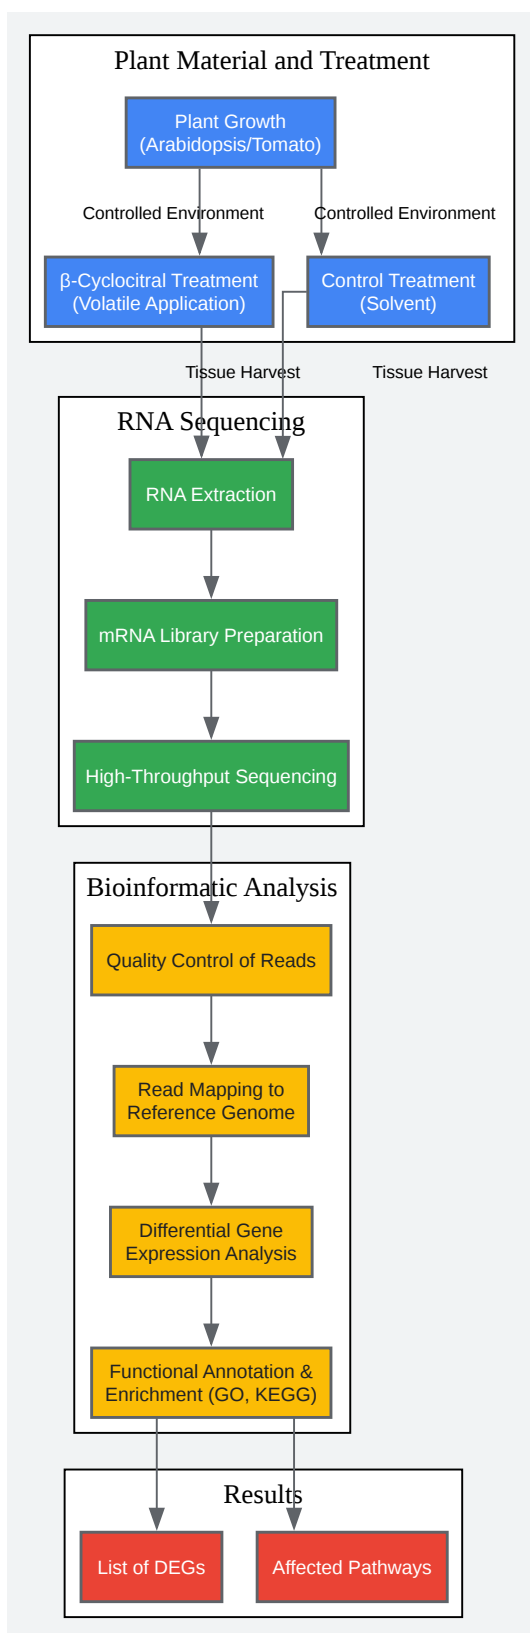 Plant Material and Treatment
Plant Growth
(Arabidopsis/Tomato)
Controlled Environment
Controlled Environment
β-Cyclocitral Treatment
(Volatile Application)
Control Treatment
(Solvent)
Tissue Harvest
Tissue Harvest
RNA Sequencing
RNA Extraction
mRNA Library Preparation
High-Throughput Sequencing
Bioinformatic Analysis
Quality Control of Reads
Read Mapping to
Reference Genome
Differential Gene
Expression Analysis
Functional Annotation &
Enrichment (GO, KEGG)
Results
List of DEGs
Affected Pathways